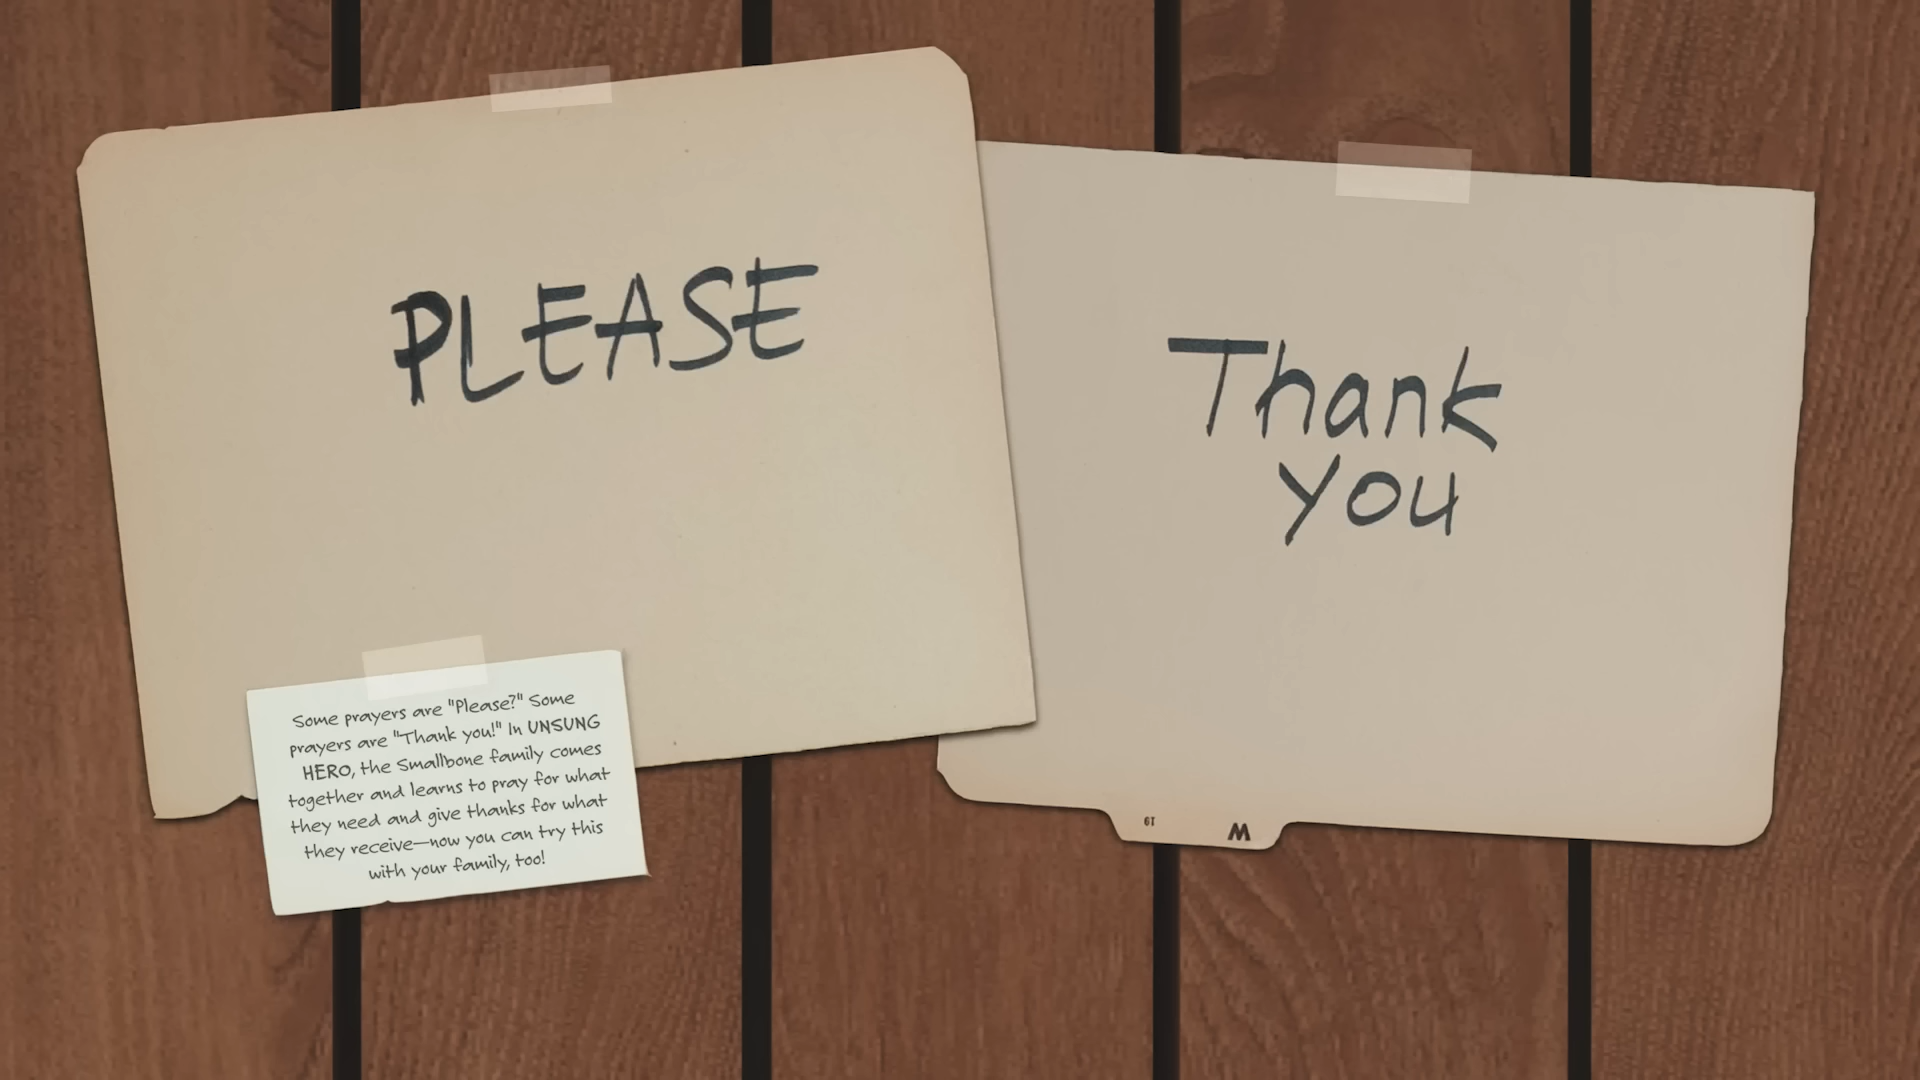 PLEASE
Thank
you
Some prayers are "Please?" Some
prayers are "Thank you!" In UNSUNG
HERO, the Smallbone family comes
together and learns to pray for what
they need and give thanks for what
they receive—now you can try this
with your family, too!
19
W